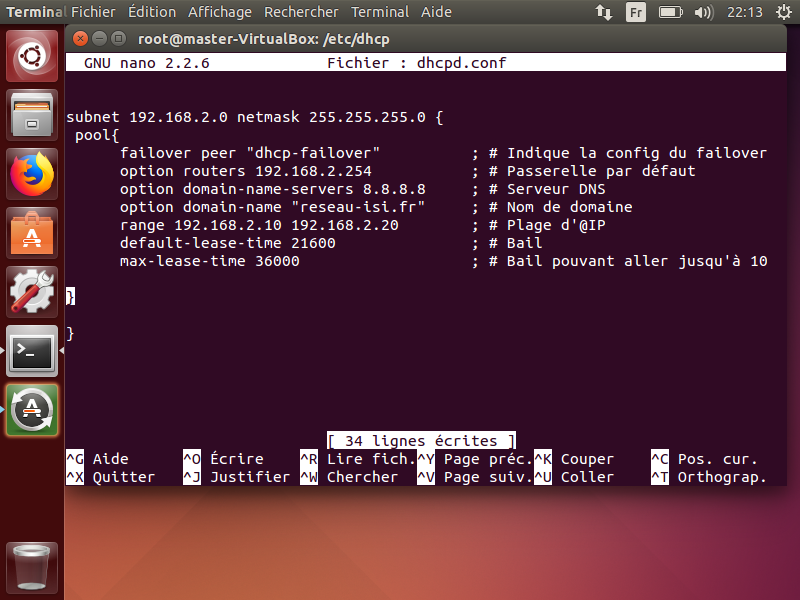 Terminal Fichier Édition Affichage Rechercher Terminal Aide Fr 22:13
root@master-VirtualBox: /etc/dhcp
GNU nano 2.2.6 Fichier : dhcpd.conf
subnet 192.168.2.0 netmask 255.255.255.0 {
pool{
failover peer "dhcp-failover" ; # Indique la config du failover
option routers 192.168.2.254 ; # Passerelle par défaut
option domain-name-servers 8.8.8.8 ; # Serveur DNS
option domain-name "reseau-isi.fr" ; # Nom de domaine
range 192.168.2.10 192.168.2.20 ; # Plage d'@IP
default-lease-time 21600 ; # Bail
max-lease-time 36000 ; # Bail pouvant aller jusqu'à 10
}
}
[ 34 lignes écrites ]
^G Aide ^O Écrire ^R Lire fich. ^Y Page préc. ^K Couper ^C Pos. cur.
^X Quitter ^J Justifier ^W Chercher ^V Page suiv. ^U Coller ^T Orthograp.